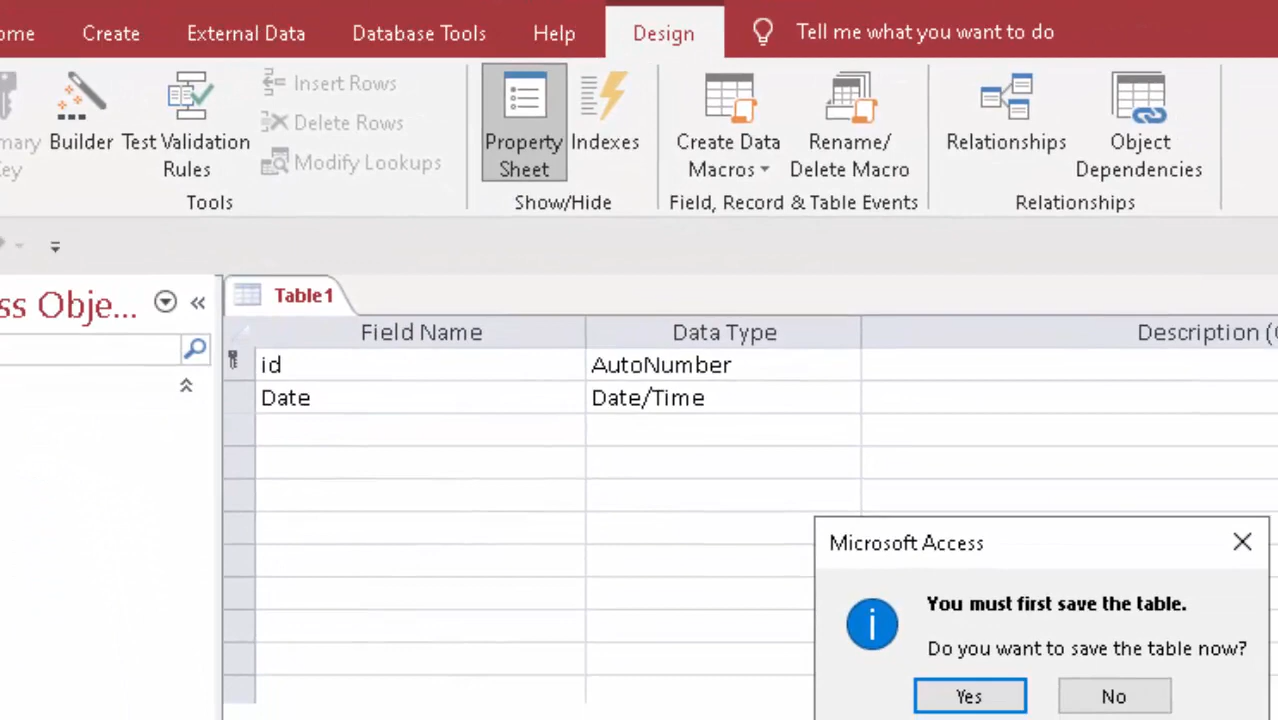 ome Create External Data Database Tools Help Design Tell me what you want to do
mary
ey
Builder
Test Validation
Rules
Insert Rows
Delete Rows
Modify Lookups
Tools
Property
Sheet
Indexes
Show/Hide
Create Data
Macros
Rename/
Delete Macro
Field, Record & Table Events
Relationships
Object
Dependencies
Relationships
ss Obje...
Table1
Field Name Data Type Description (
id AutoNumber
Date Date/Time
Microsoft Access
You must first save the table.
Do you want to save the table now?
Yes No